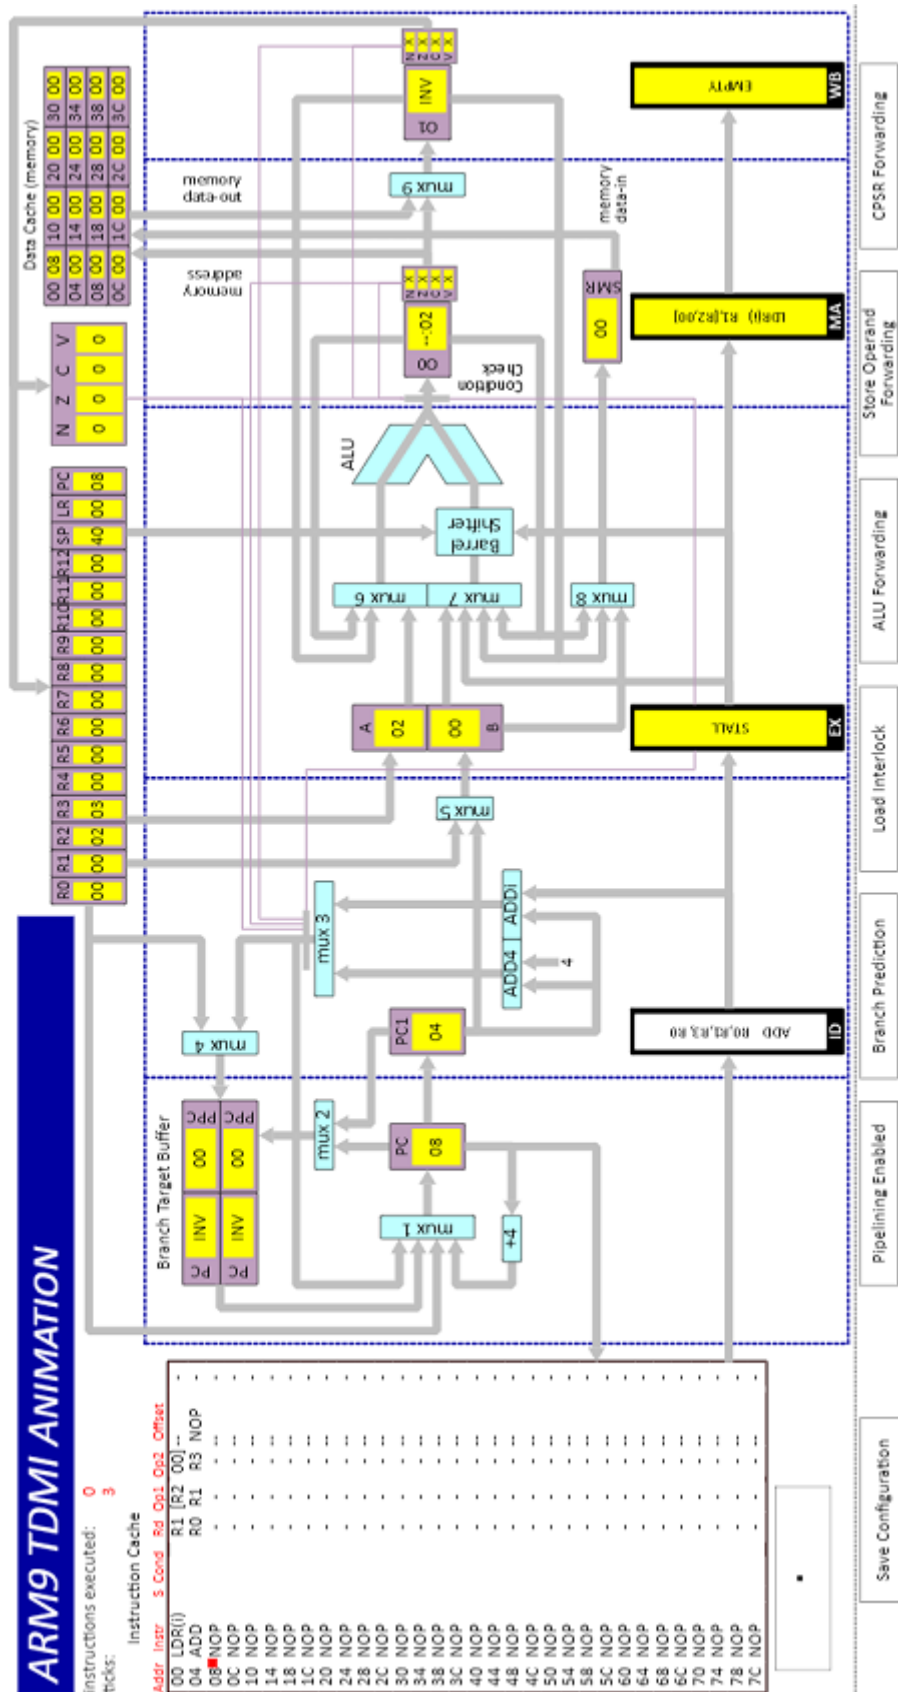 ARM9 TDMI ANIMATION
instructions executed: 0
ticks: 3
Instruction Cache
Addr Instr S Cond Rd Op1 Op2 Offset
00 LDR(i) R1 [R2 00] -- -
04 ADD R0 R1 R3 NOP -
08 NOP - - -- -- -
0C NOP - - -- -- -
10 NOP - - -- -- -
14 NOP - - -- -- -
18 NOP - - -- -- -
1C NOP - - -- -- -
20 NOP - - -- -- -
24 NOP - - -- -- -
28 NOP - - -- -- -
2C NOP - - -- -- -
30 NOP - - -- -- -
34 NOP - - -- -- -
38 NOP - - -- -- -
3C NOP - - -- -- -
40 NOP - - -- -- -
44 NOP - - -- -- -
48 NOP - - -- -- -
4C NOP - - -- -- -
50 NOP - - -- -- -
54 NOP - - -- -- -
58 NOP - - -- -- -
5C NOP - - -- -- -
60 NOP - - -- -- -
64 NOP - - -- -- -
68 NOP - - -- -- -
6C NOP - - -- -- -
70 NOP - - -- -- -
74 NOP - - -- -- -
78 NOP - - -- -- -
7C NOP - - -- -- -
R0 R1 R2 R3 R4 R5 R6 R7 R8 R9 R10 R11 R12 SP LR PC
00 00 02 03 00 00 00 00 00 00 00 00 00 40 00 08
N Z C V
0 0 0 0
Data Cache (memory)
00 08 10 00 20 00 30 00
04 00 14 00 24 00 34 00
08 00 18 00 28 00 38 00
0C 00 1C 00 2C 00 3C 00
Branch Target Buffer
PC INV 00 PPC
PC INV 00 PPC
mux 4
mux 2
mux 3
mux 1
PC
08
PC1
04
+4
ADD4 ADDi
4
mux 5
A
02
00
B
mux 6
mux 7
mux 8
Barrel
Shifter
ALU
Condition
Check
memory
address
00
--:02
N X
Z X
C X
V X
00
SMR
memory
data-out
memory
data-in
mux 9
01
INV
N X
Z X
C X
V X
ADD R0,R1,R3,R0
ID
STALL
EX
LDR(i) R1,[R2,00]
MA
EMPTY
WB
Save Configuration
Pipelining Enabled
Branch Prediction
Load Interlock
ALU Forwarding
Store Operand
Forwarding
CPSR Forwarding